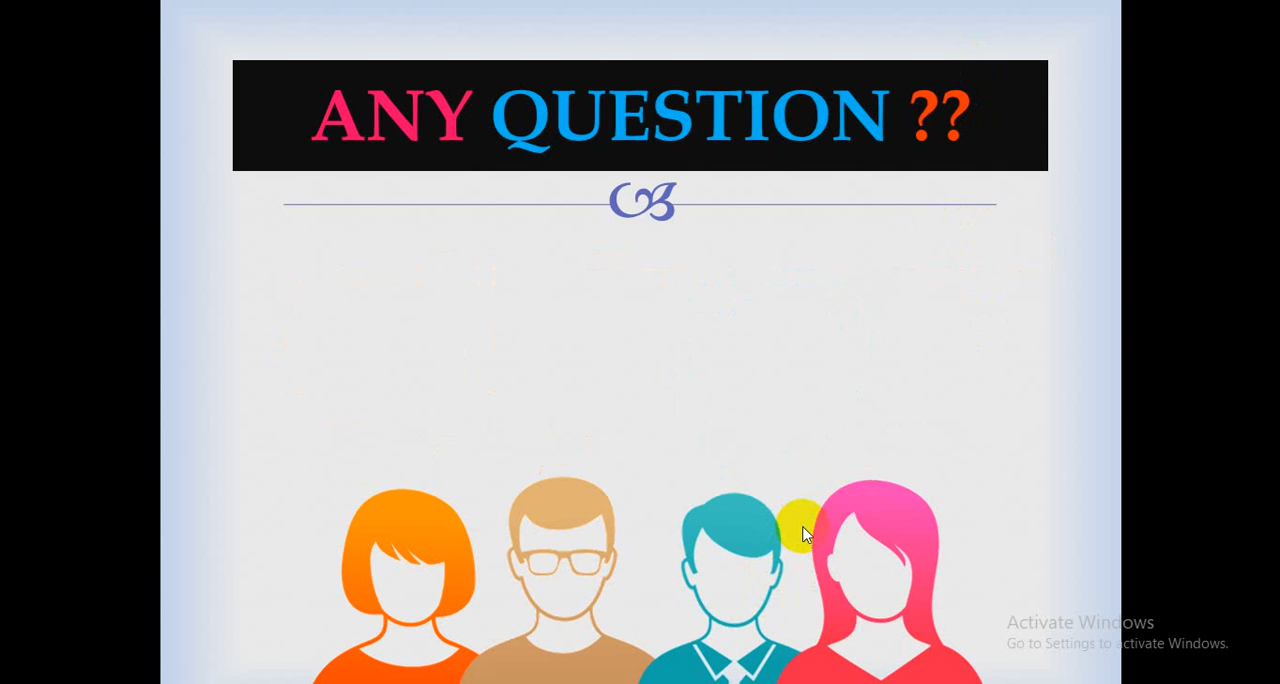 ANY QUESTION ??
Activate Windows
Go to Settings to activate Windows.